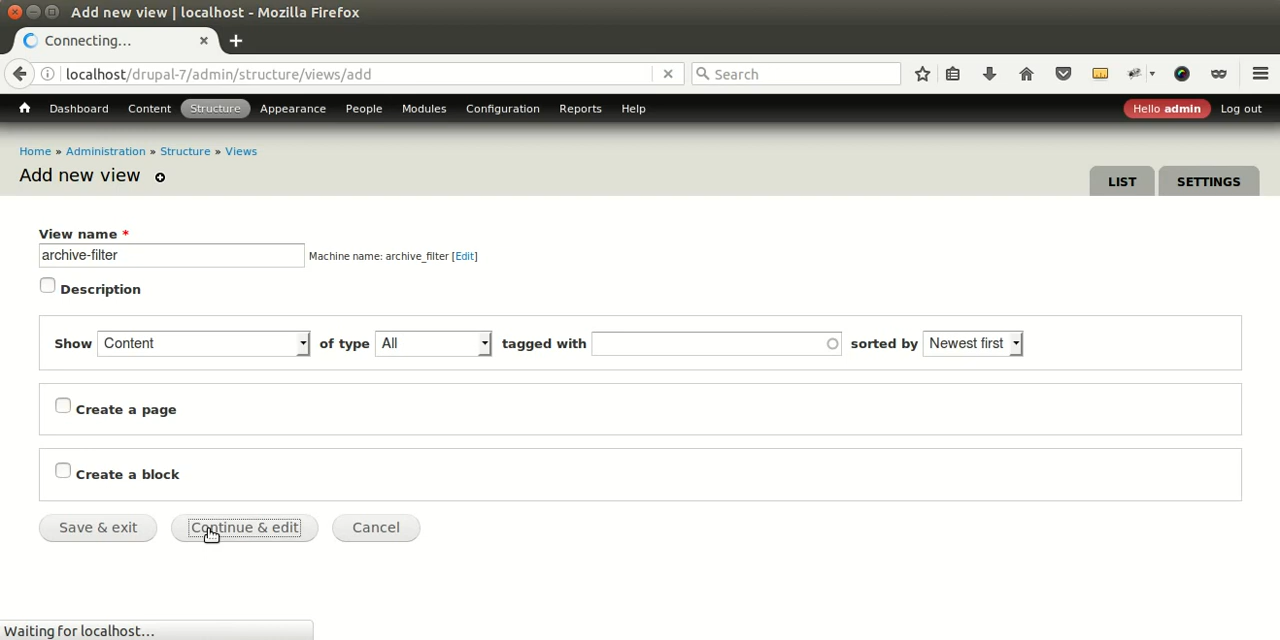 Add new view | localhost - Mozilla Firefox
Connecting...
localhost/drupal-7/admin/structure/views/add
Search
Dashboard Content Structure Appearance People Modules Configuration Reports Help
Hello admin Log out
Home » Administration » Structure » Views
Add new view
LIST SETTINGS
View name *
archive-filter Machine name: archive_filter [Edit]
Description
Show Content of type All tagged with sorted by Newest first
Create a page
Create a block
Save & exit Continue & edit Cancel
Waiting for localhost...